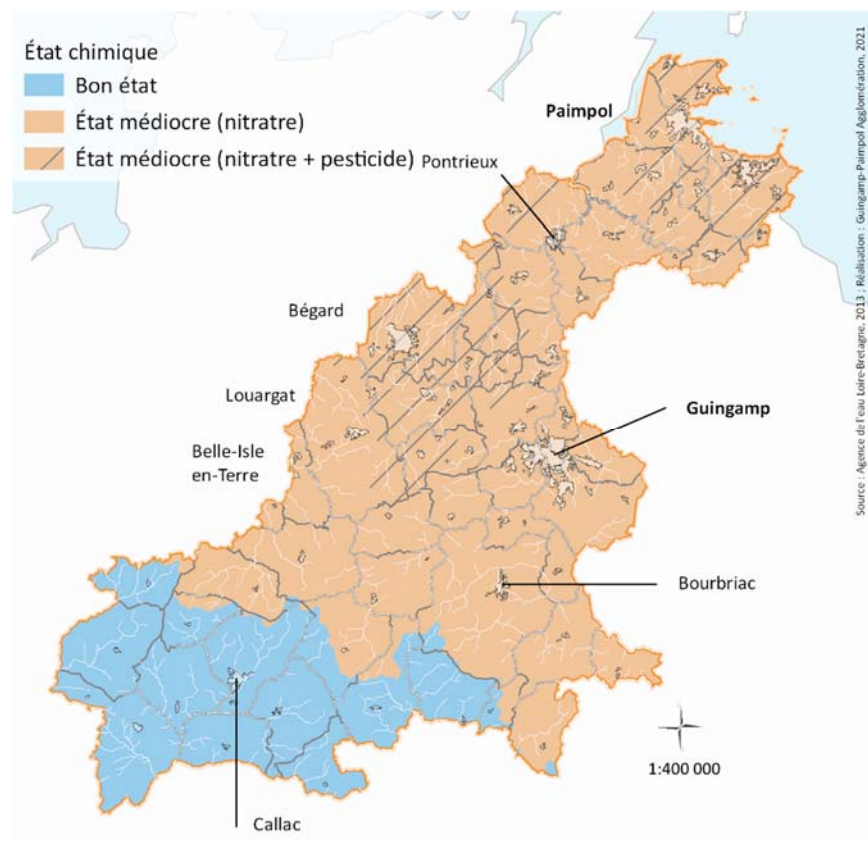 État chimique
Bon état
État médiocre (nitratre)
État médiocre (nitratre + pesticide)
Paimpol
Pontrieux
Bégard
Louargat
Guingamp
Belle-Isle
en-Terre
Bourbriac
1:400 000
Callac
Source : Agence de l'eau Loire-Bretagne, 2013 ; Réalisation : Guingamp-Paimpol Agglomération, 2021